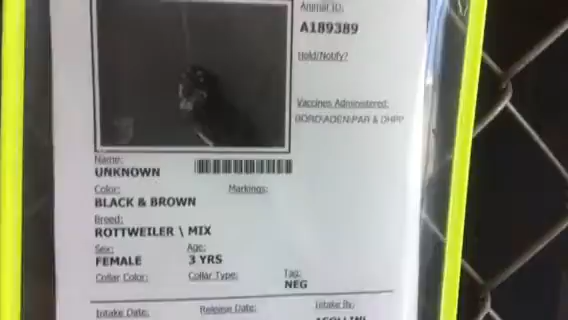 Animal ID:
A189389
Hold/Notify?
Vaccines Administered:
BORD\ADEN\PAR & DHPP
Name:
UNKNOWN
Color: Markings:
BLACK & BROWN
Breed:
ROTTWEILER \ MIX
Sex: Age:
FEMALE 3 YRS
Collar Color: Collar Type: Tag:
NEG
Intake Date: Release Date: Intake By: